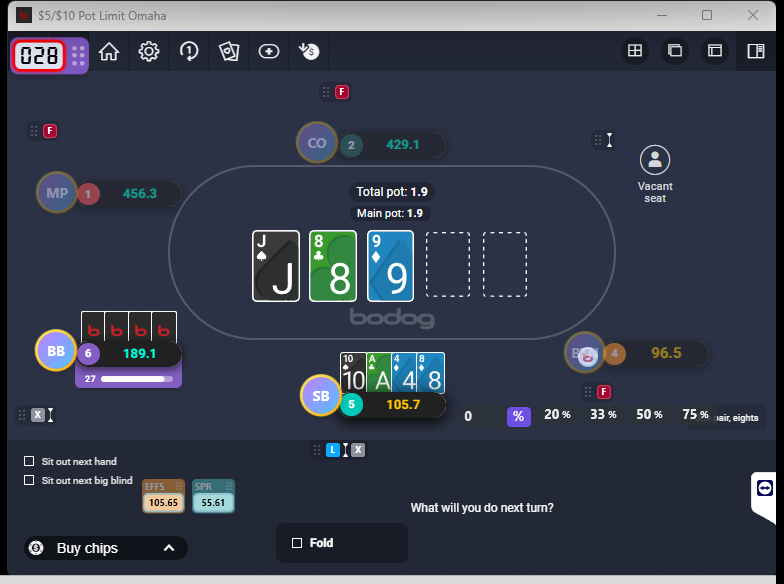 $5/$10 Pot Limit Omaha
028
1
F
F
CO 2 429.1
MP 1 456.3
Vacant
seat
Total pot: 1.9
Main pot: 1.9
J J
8 8
9 9
bodog
BB 6 189.1
27
10 10 A A 4 4 8 8
SB 5 105.7
4 96.5
F
X
0 % 20 % 33 % 50 % 75 % pair, eights
L X
Sit out next hand
Sit out next big blind
EFFS SPR
105.65 55.61
What will you do next turn?
Buy chips
Fold